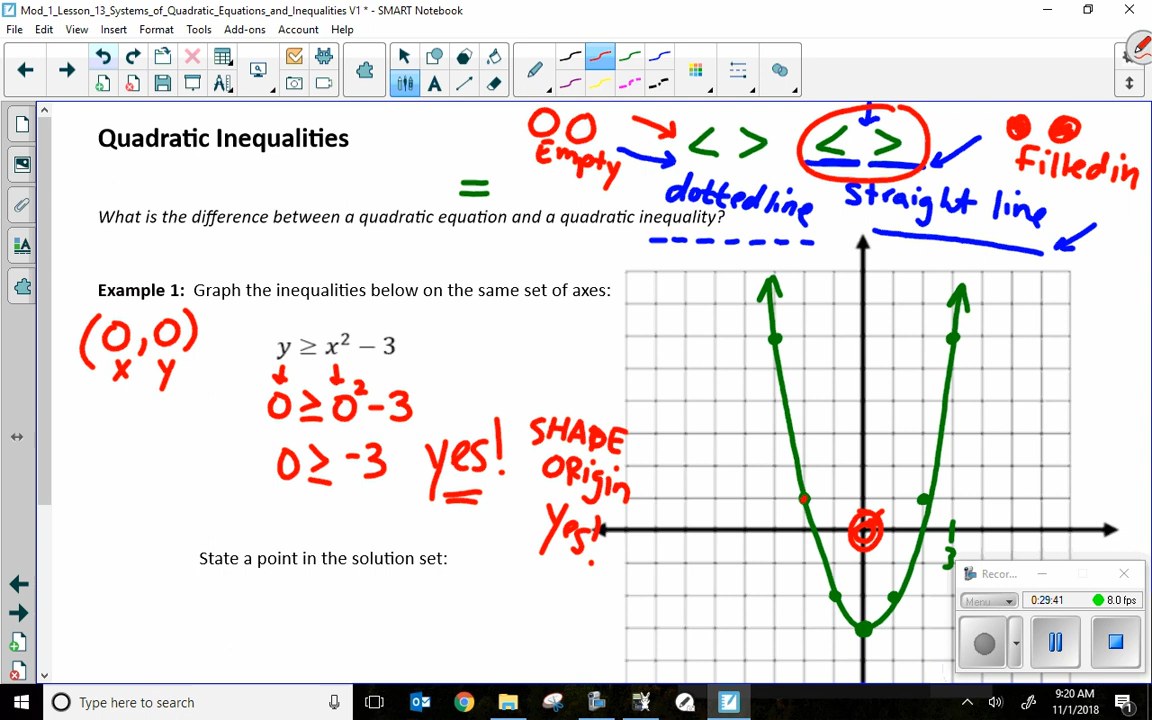 Mod_1_Lesson_13_Systems_of_Quadratic_Equations_and_Inequalities V1 * - SMART Notebook
File Edit View Insert Format Tools Add-ons Account Help
Quadratic Inequalities
Empty
< > < >
Filled in
=
dotted line
straight line
What is the difference between a quadratic equation and a quadratic inequality?
Example 1: Graph the inequalities below on the same set of axes:
(0,0)
x y
y ≥ x² − 3
0 ≥ 0² - 3
0 ≥ -3 yes!
SHADE
ORigin
Yes!
3
State a point in the solution set:
Recor...
Menu 0:29:41 8.0 fps
Type here to search
9:20 AM
11/1/2018
1